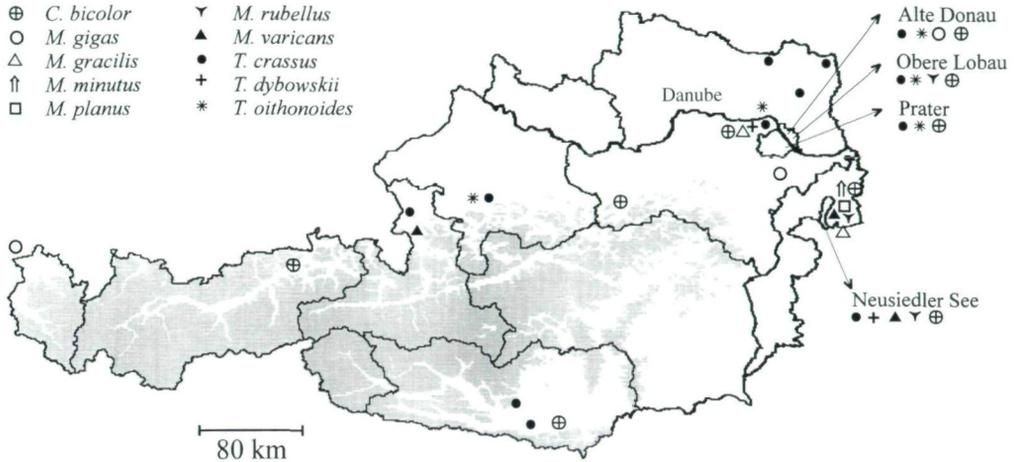 C. bicolor
M. gigas
M. gracilis
M. minutus
M. planus
M. rubellus
M. varicans
T. crassus
T. dybowskii
T. oithonoides
Alte Donau
Obere Lobau
Prater
Danube
Neusiedler See
80 km